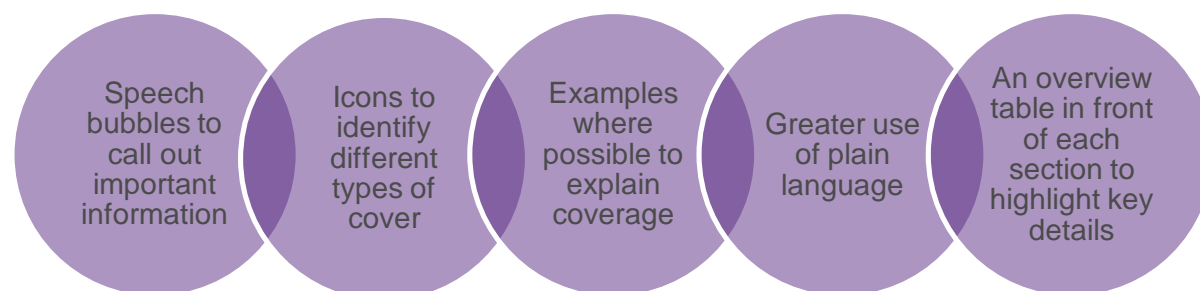 Speech
bubbles to
call out
important
information
Icons to
identify
different
types of
cover
Examples
where
possible to
explain
coverage
Greater use
of plain
language
An overview
table in front
of each
section to
highlight key
details